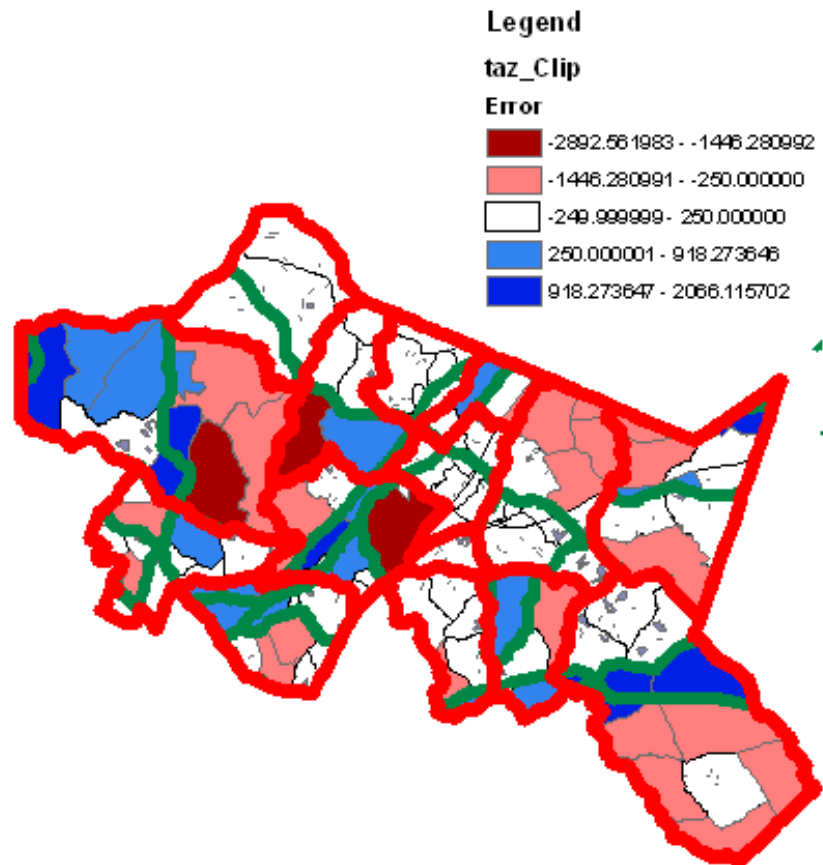 Legend
taz_Clip
Error
-2892.561983 - -1446.280992
-1446.280991 - -250.000000
-249.999999 - 250.000000
250.000001 - 918.273646
918.273647 - 2066.115702